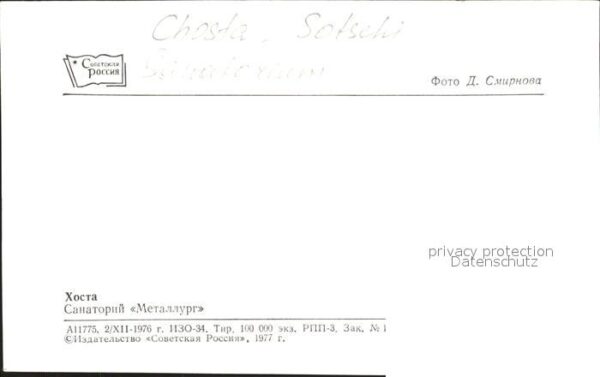 Chosta, Sotschi
Sanatorium
Советская
Россия
Фото Д. Смирнова
privacy protection
Datenschutz
Хоста
Санаторий «Металлург»
А11775. 2/XII-1976 г. ИЗО-34. Тир. 100 000 экз. РПП-3. Зак. № 1
©Издательство «Советская Россия», 1977 г.